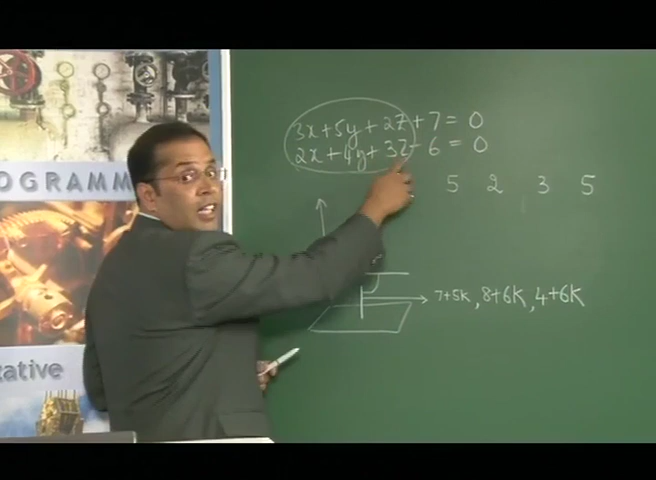 OGRAMM
3x+5y+2z+7=0
2x+4y+3z-6=0
5 2 3 5
7+5K, 8+6K, 4+6K
tative